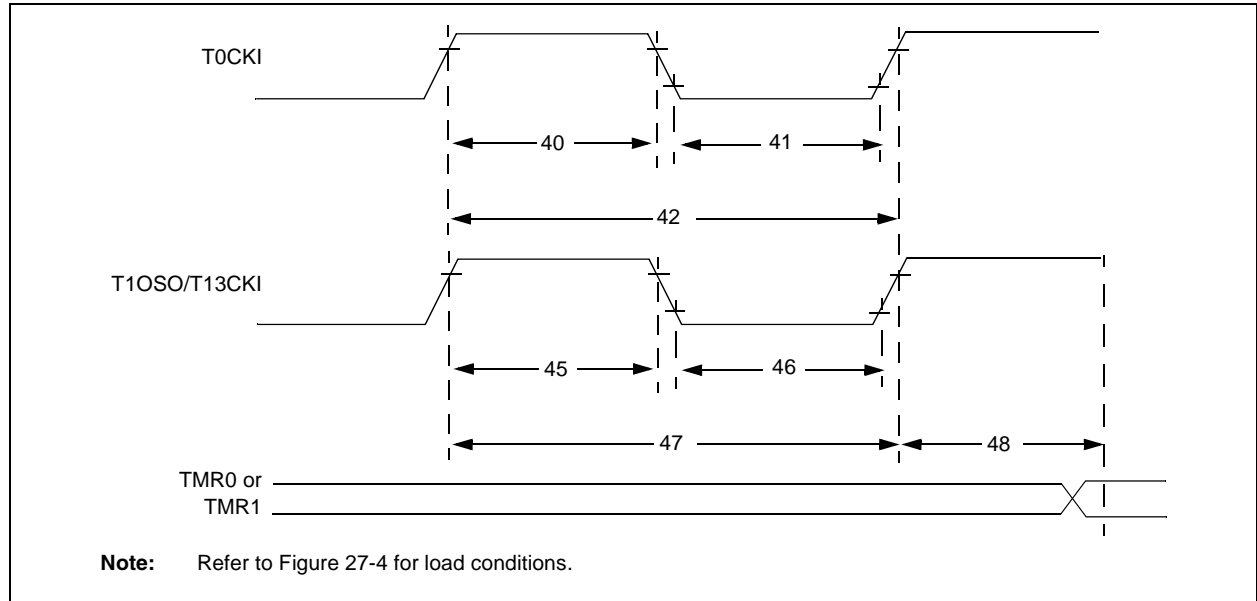 T0CKI
40
41
42
T1OSO/T13CKI
45
46
47
48
TMR0 or
TMR1
Note: Refer to Figure 27-4 for load conditions.